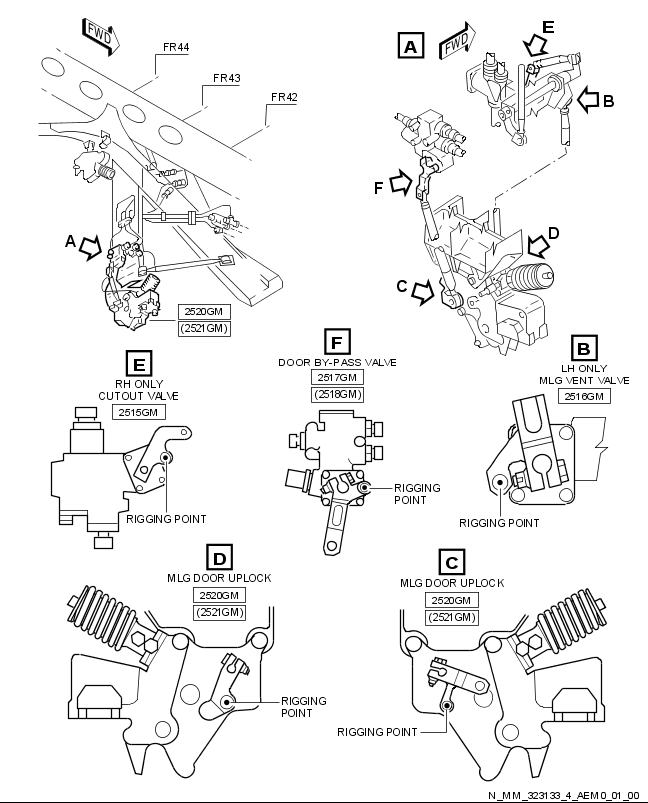 FWD
FR44
FR43
FR42
A
2520GM
(2521GM)
A
FWD
E
B
F
D
C
E
RH ONLY
CUTOUT VALVE
2515GM
RIGGING POINT
F
DOOR BY-PASS VALVE
2517GM
(2518GM)
RIGGING
POINT
B
LH ONLY
MLG VENT VALVE
2516GM
RIGGING POINT
D
MLG DOOR UPLOCK
2520GM
(2521GM)
RIGGING
POINT
C
MLG DOOR UPLOCK
2520GM
(2521GM)
RIGGING POINT
N_MM_323133_4_AEM0_01_00